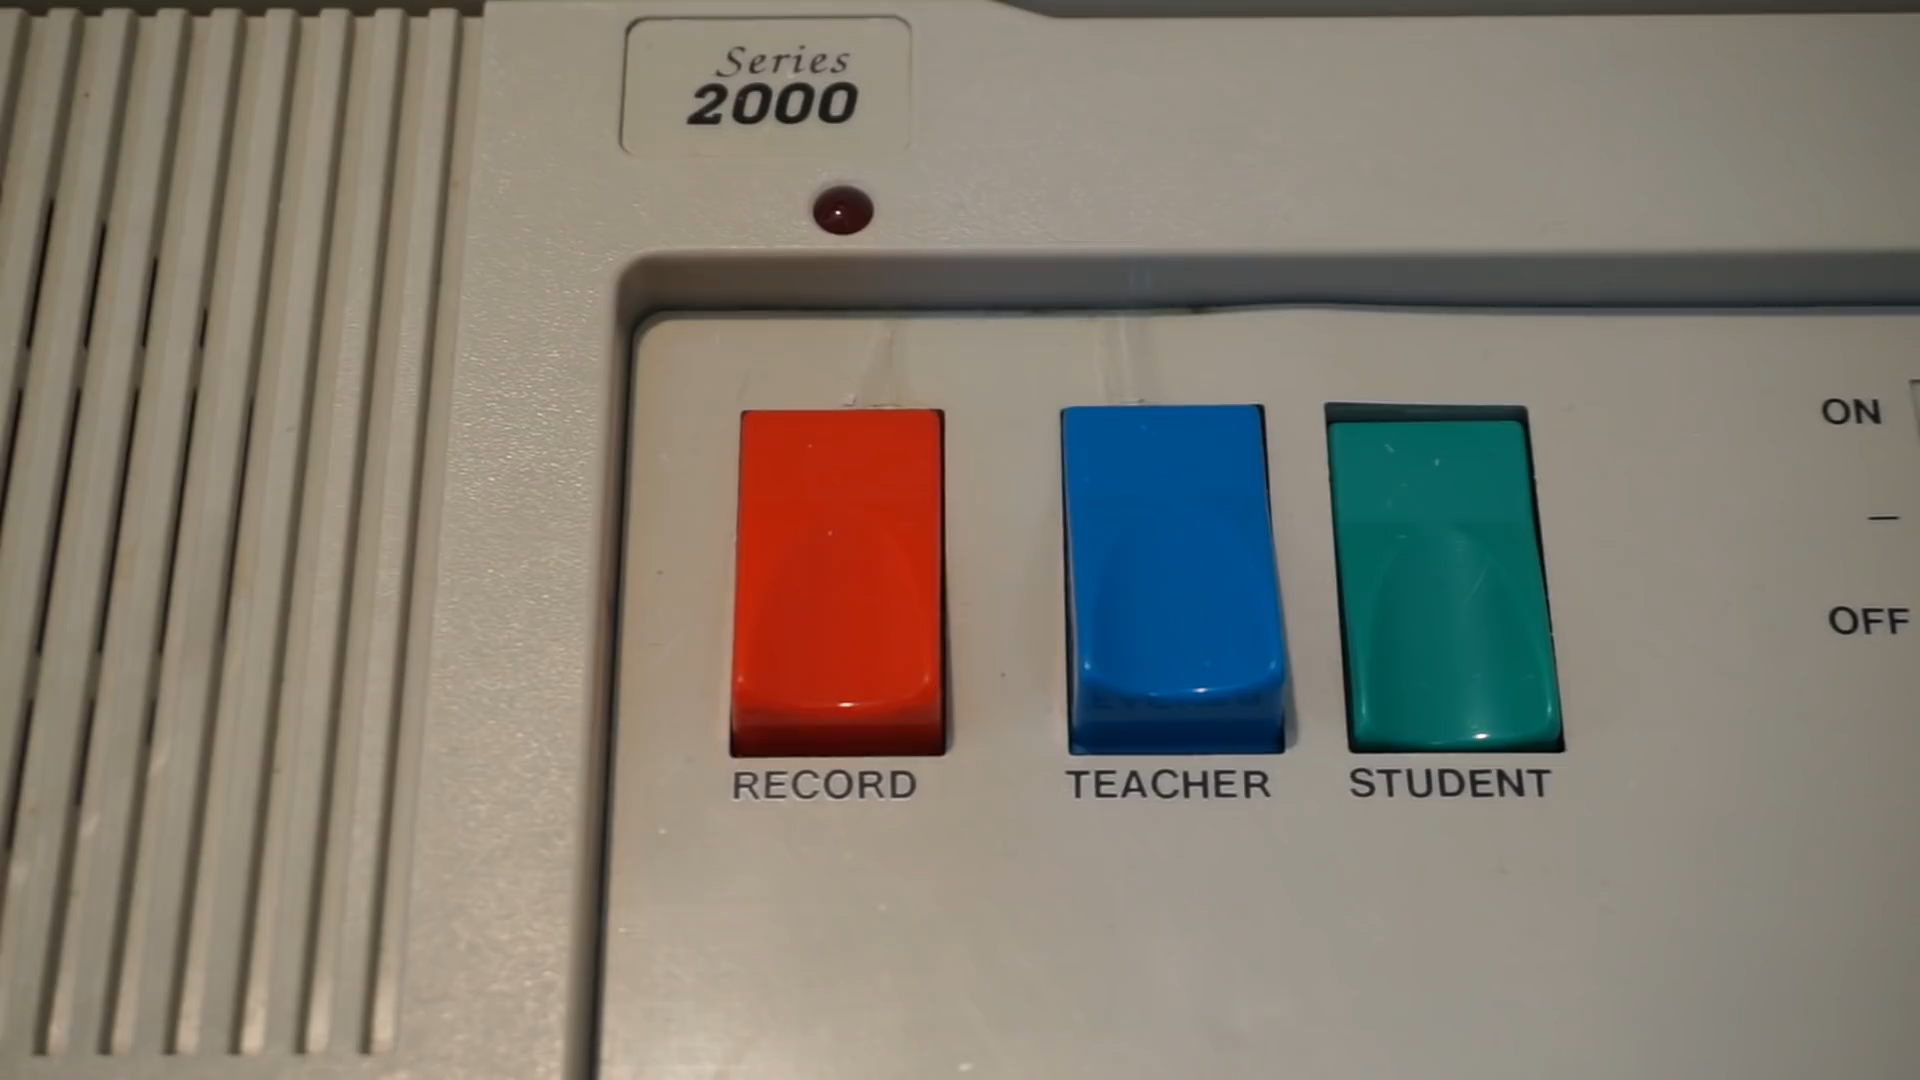 Series
2000
ON
—
OFF
RECORD
TEACHER
STUDENT